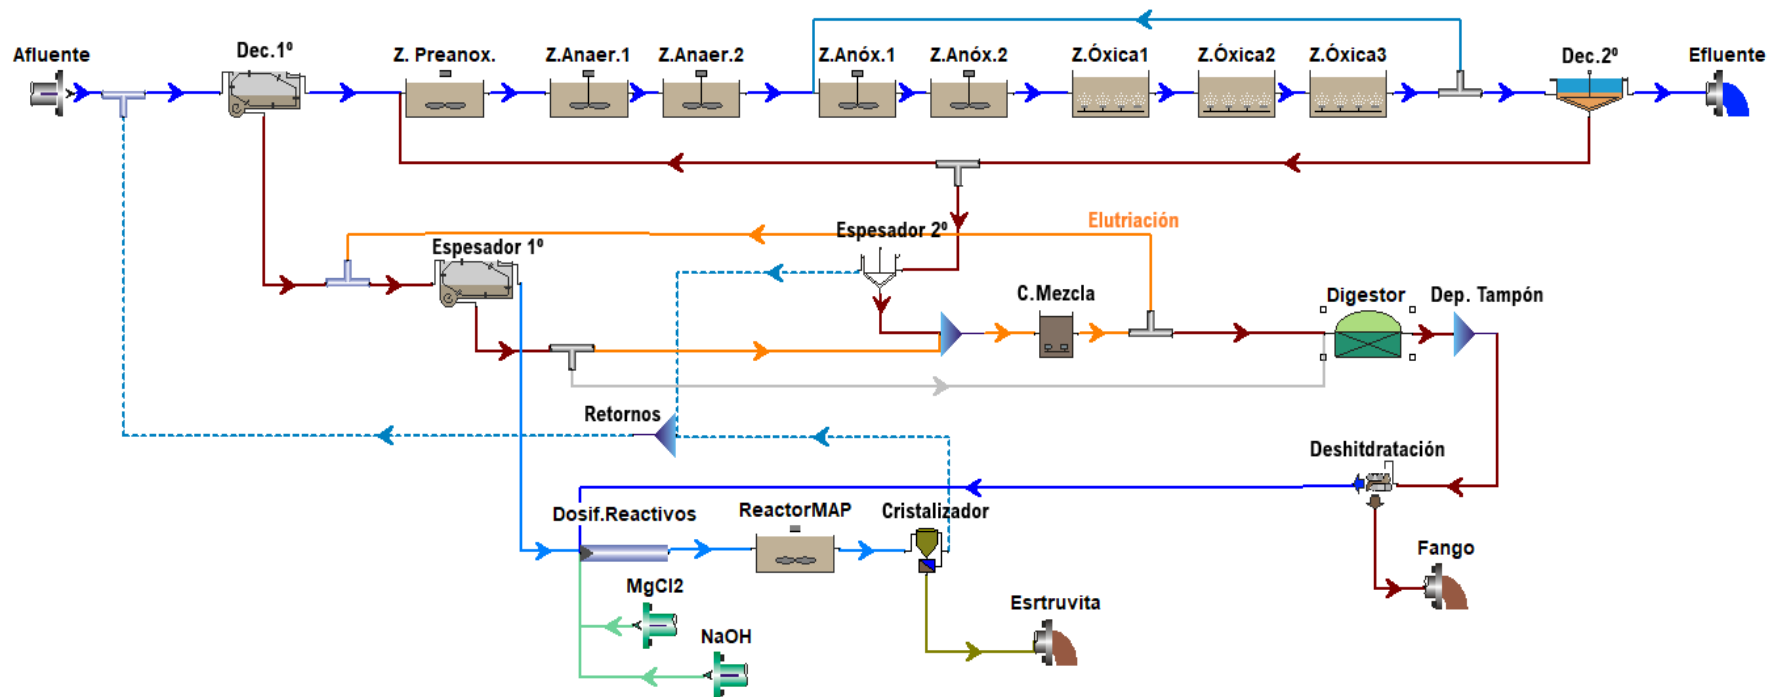 Afluente
Dec.1º
Z. Preanox.
Z.Anaer.1
Z.Anaer.2
Z.Anóx.1
Z.Anóx.2
Z.Óxica1
Z.Óxica2
Z.Óxica3
Dec.2º
Efluente
Elutriación
Espesador 1º
Espesador 2º
C.Mezcla
Digestor
Dep. Tampón
Retornos
Deshitdratación
Dosif.Reactivos
ReactorMAP
Cristalizador
Fango
MgCl2
Esrtruvita
NaOH